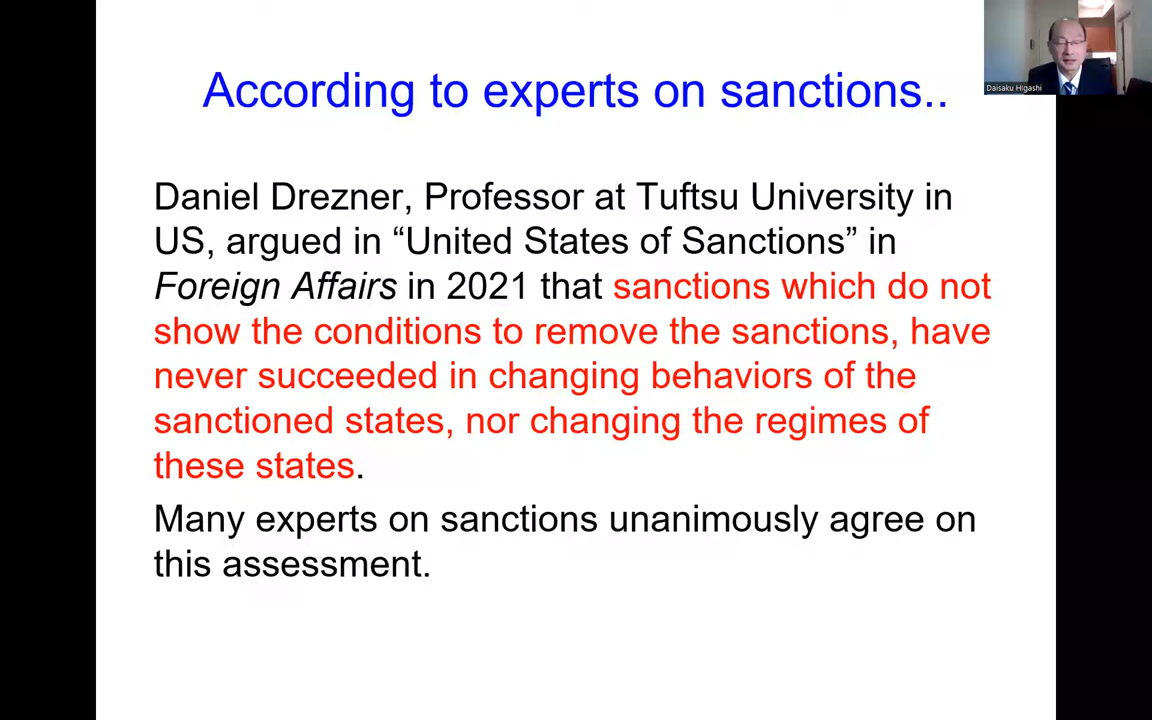 According to experts on sanctions..
Daisaku Higashi
Daniel Drezner, Professor at Tuftsu University in
US, argued in “United States of Sanctions” in
Foreign Affairs in 2021 that sanctions which do not
show the conditions to remove the sanctions, have
never succeeded in changing behaviors of the
sanctioned states, nor changing the regimes of
these states.
Many experts on sanctions unanimously agree on
this assessment.